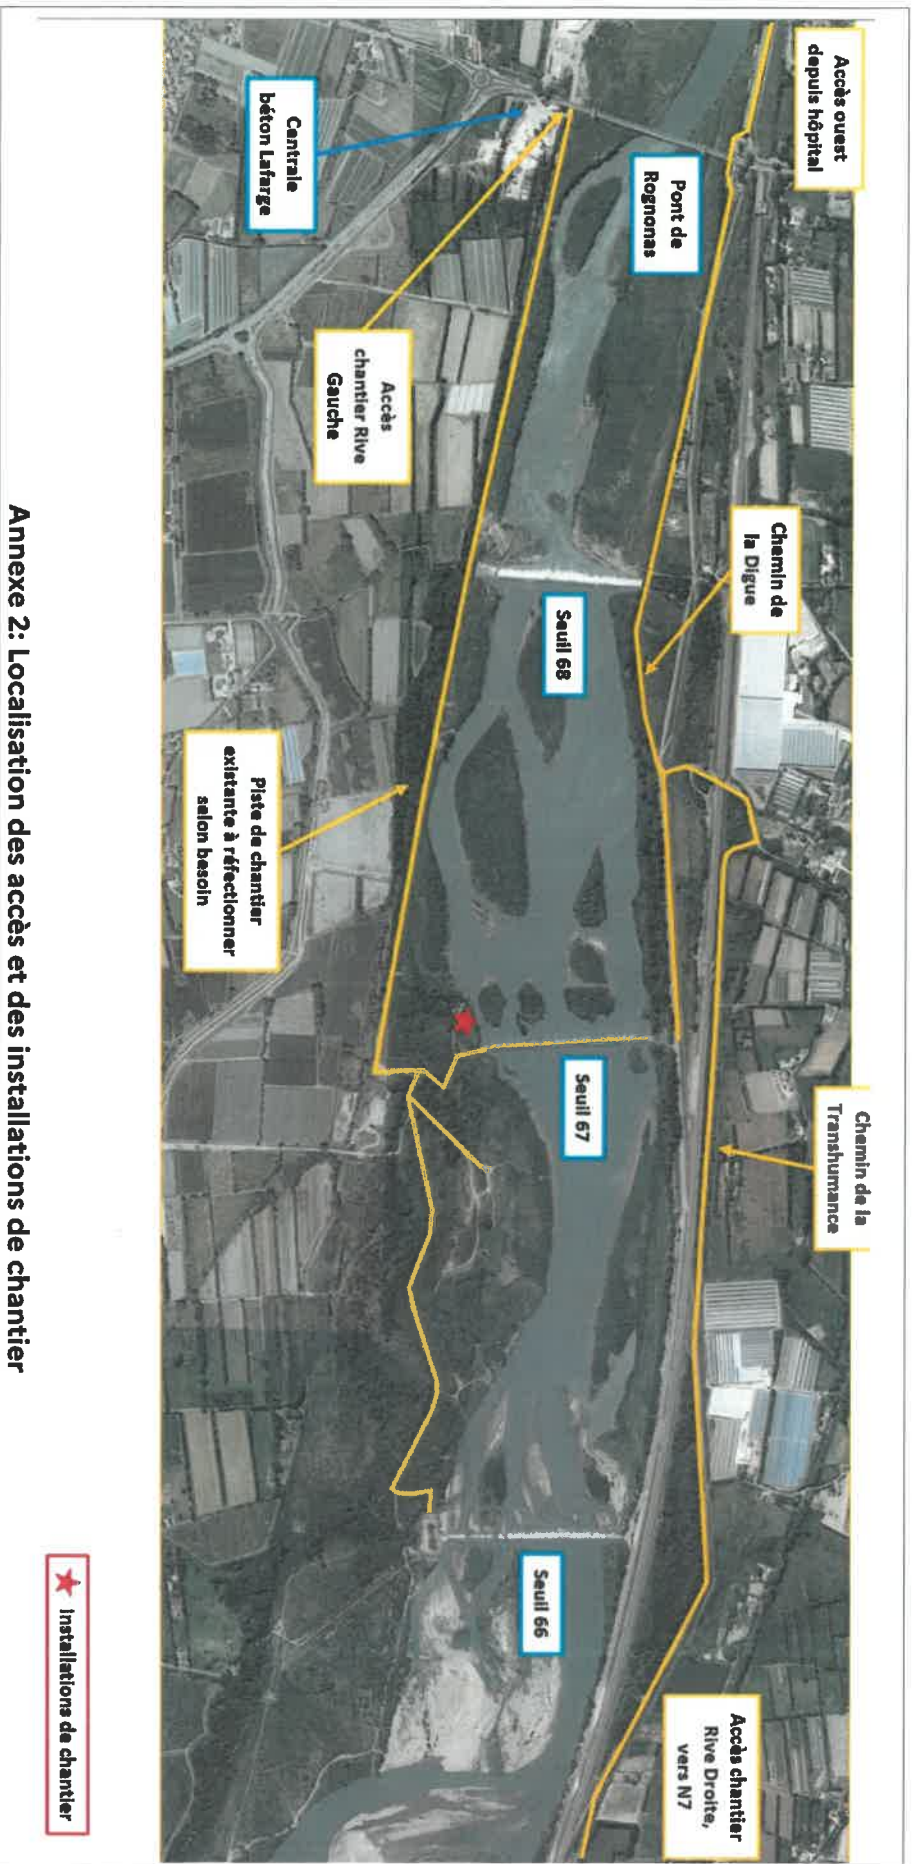 Accès ouest
depuis hôpital
Pont de
Rognonas
Centrale
béton Lafarge
Accès
chantier Rive
Gauche
Chemin de
la Digue
Seuil 68
Piste de chantier
existante à réfectionner
selon besoin
Seuil 67
Chemin de la
Transhumance
Seuil 66
Accès chantier
Rive Droite,
vers N7
Installations de chantier
Annexe 2: Localisation des accès et des installations de chantier